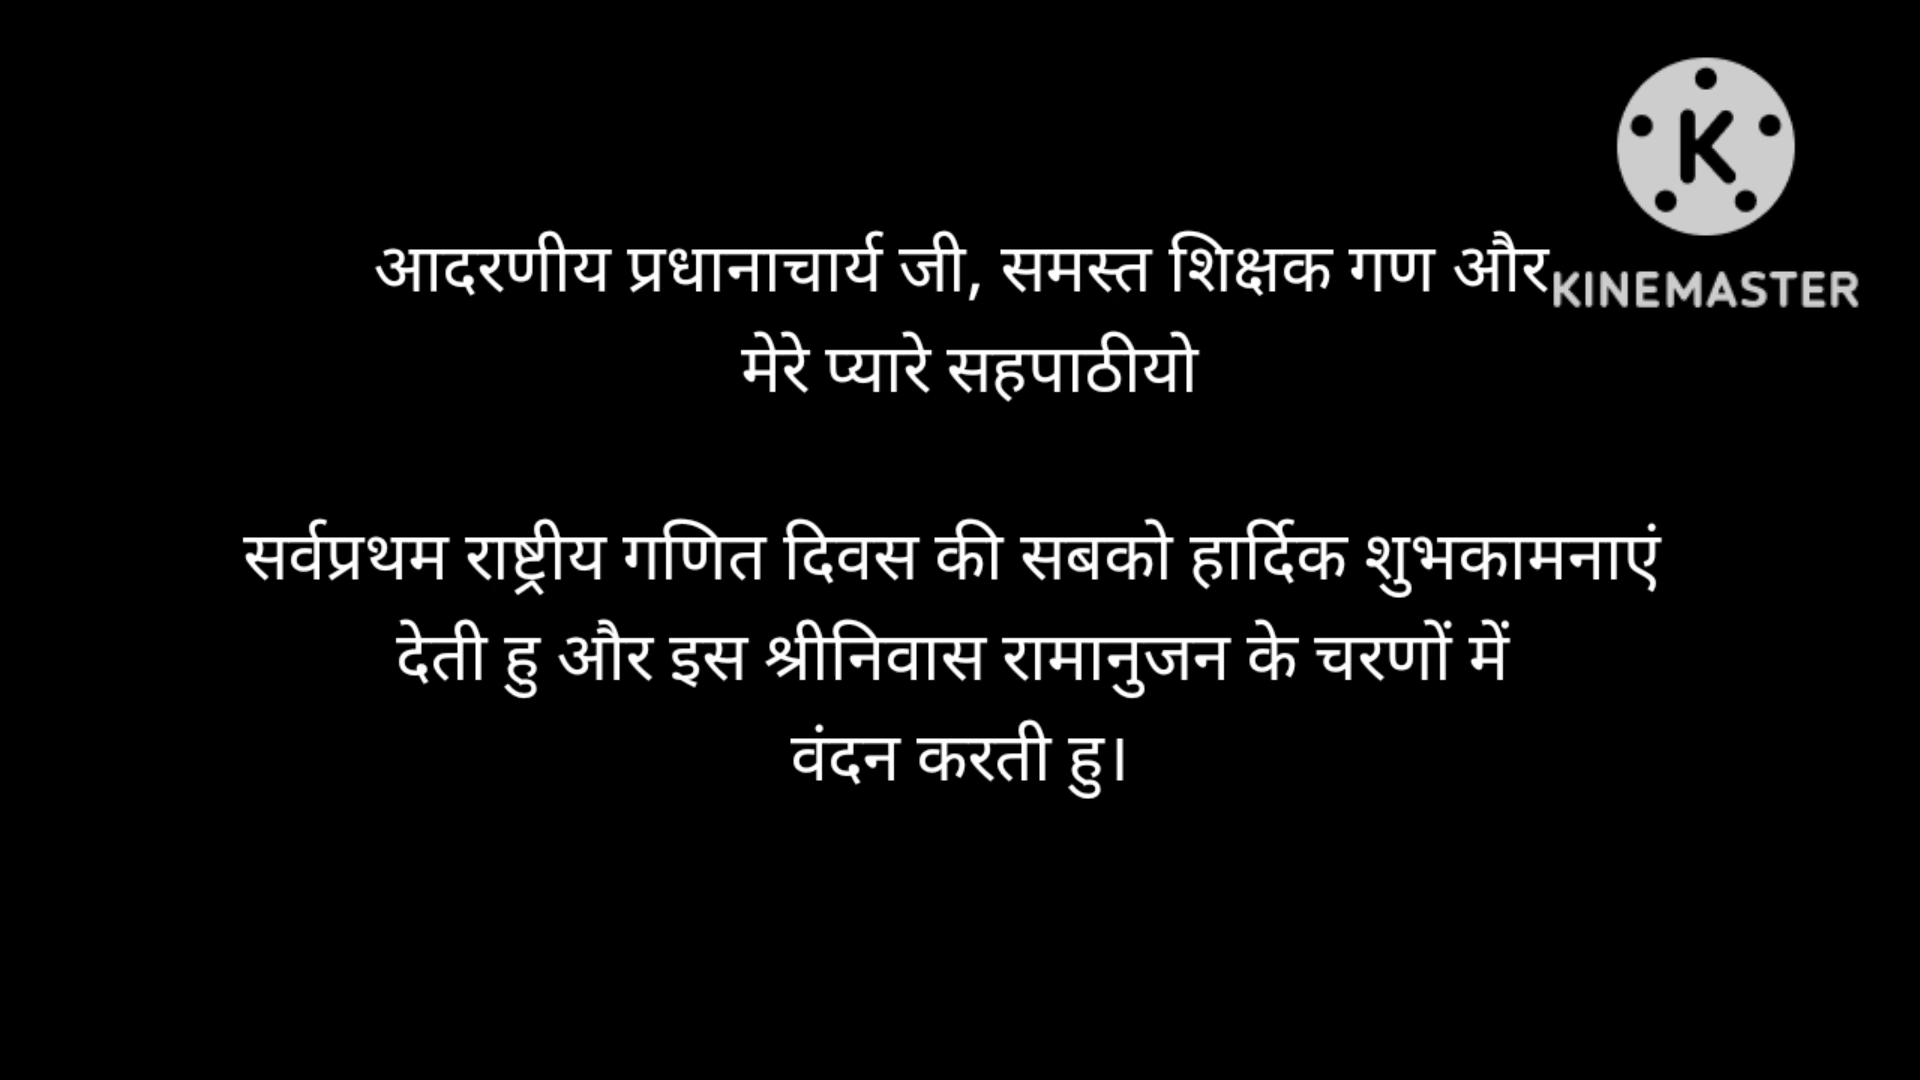 आदरणीय प्रधानाचार्य जी, समस्त शिक्षक गण और
मेरे प्यारे सहपाठीयो
सर्वप्रथम राष्ट्रीय गणित दिवस की सबको हार्दिक शुभकामनाएं
देती हु और इस श्रीनिवास रामानुजन के चरणों में
वंदन करती हु।
K
KINEMASTER